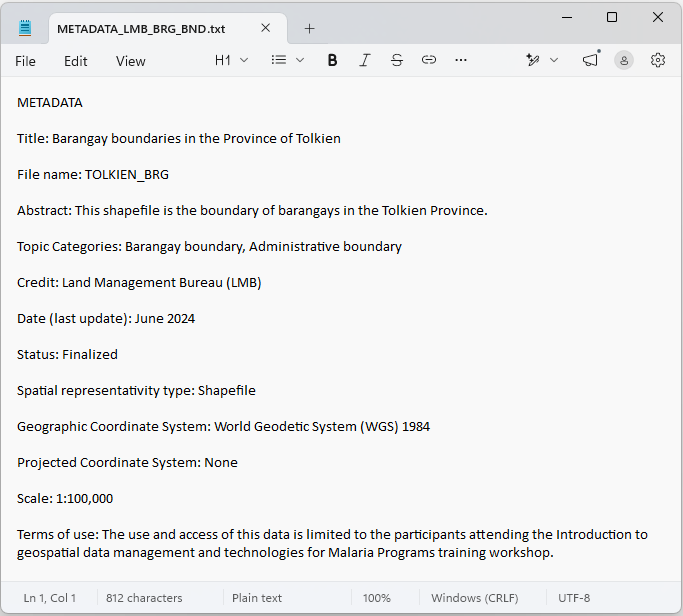 METADATA_LMB_BRG_BND.txt
File Edit View H1 B I S
METADATA
Title: Barangay boundaries in the Province of Tolkien
File name: TOLKIEN_BRG
Abstract: This shapefile is the boundary of barangays in the Tolkien Province.
Topic Categories: Barangay boundary, Administrative boundary
Credit: Land Management Bureau (LMB)
Date (last update): June 2024
Status: Finalized
Spatial representativity type: Shapefile
Geographic Coordinate System: World Geodetic System (WGS) 1984
Projected Coordinate System: None
Scale: 1:100,000
Terms of use: The use and access of this data is limited to the participants attending the Introduction to
geospatial data management and technologies for Malaria Programs training workshop.
Ln 1, Col 1 812 characters Plain text 100% Windows (CRLF) UTF-8